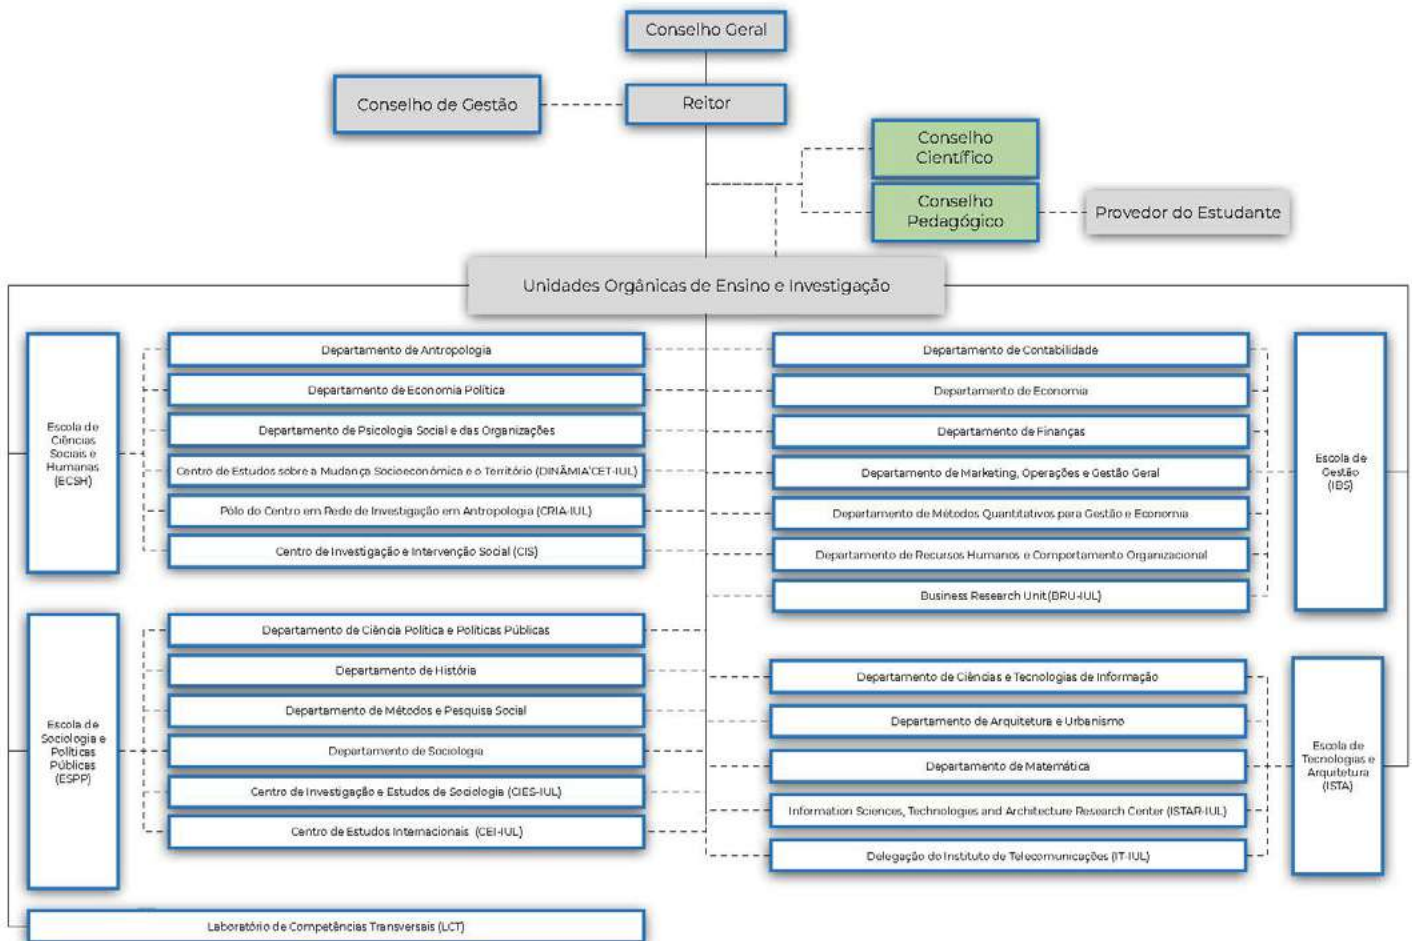 Conselho Geral
Conselho de Gestão
Reitor
Conselho
Científico
Conselho
Pedagógico
Provedor do Estudante
Unidades Orgânicas de Ensino e Investigação
Escola de
Ciências
Sociais e
Humanas
(ECSH)
Departamento de Antropologia
Departamento de Economia Política
Departamento de Psicologia Social e das Organizações
Centro de Estudos sobre a Mudança Socioeconómica e o Território (DINÂMIA'CET-IUL)
Pólo do Centro em Rede de Investigação em Antropologia (CRIA-IUL)
Centro de Investigação e Intervenção Social (CIS)
Departamento de Contabilidade
Departamento de Economia
Departamento de Finanças
Departamento de Marketing, Operações e Gestão Geral
Departamento de Métodos Quantitativos para Gestão e Economia
Departamento de Recursos Humanos e Comportamento Organizacional
Business Research Unit (BRU-IUL)
Escola de
Gestão
(IBS)
Escola de
Sociologia e
Políticas
Públicas
(ESPP)
Departamento de Ciência Política e Políticas Públicas
Departamento de História
Departamento de Métodos e Pesquisa Social
Departamento de Sociologia
Centro de Investigação e Estudos de Sociologia (CIES-IUL)
Centro de Estudos Internacionais (CEI-IUL)
Departamento de Ciências e Tecnologias de Informação
Departamento de Arquitetura e Urbanismo
Departamento de Matemática
Information Sciences, Technologies and Architecture Research Center (ISTAR-IUL)
Delegação do Instituto de Telecomunicações (IT-IUL)
Escola de
Tecnologias e
Arquitetura
(ISTA)
Laboratório de Competências Transversais (LCT)